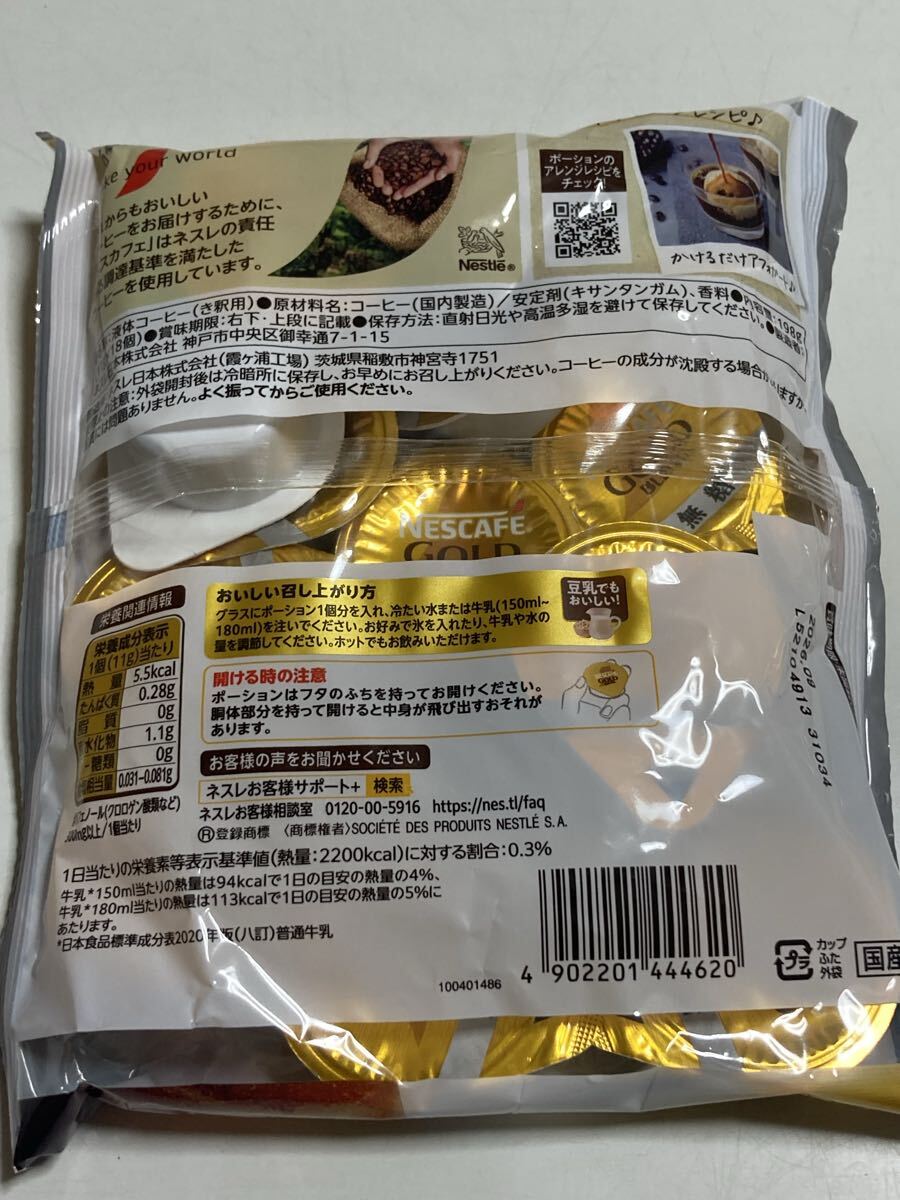 ke your world
からもおいしい
ーヒーをお届けするために、
スカフェ」はネスレの責任
調達基準を満たした
ーヒーを使用しています。
Nestlé®
ポーションの
アレンジレシピを
チェック!
レシピ♪
かけるだけアフォガード♪
液体コーヒー(き釈用)●原材料名:コーヒー(国内製造)/安定剤(キサンタンガム)、香料●内容量:198g
18個)●賞味期限:右下・上段に記載●保存方法:直射日光や高温多湿を避けて保存してください。●
日本株式会社 神戸市中央区御幸通7-1-15
スレ日本株式会社(霞ヶ浦工場) 茨城県稲敷市神宮寺1751
の注意:外袋開封後は冷暗所に保存し、お早めにお召し上がりください。コーヒーの成分が沈殿する場合が
には問題ありません。よく振ってからご使用ください。
NESCAFÉ
GOLD
GOLD
無糖
栄養関連情報
栄養成分表示
1個(11g)当たり
熱量 5.5kcal
たんぱく質 0.28g
脂質 0g
水化物 1.1g
-糖類 0g
相当量 0.031-0.081g
フェノール(クロロゲン酸類など)
300mg以上/1個当たり
おいしい召し上がり方
グラスにポーション1個分を入れ、冷たい水または牛乳(150ml~
180ml)を注いでください。お好みで氷を入れたり、牛乳や水の
量を調節してください。ホットでもお飲みいただけます。
豆乳でも
おいしい!
開ける時の注意
ポーションはフタのふちを持ってお開けください。
胴体部分を持って開けると中身が飛び出すおそれが
あります。
GOLD
お客様の声をお聞かせください
ネスレお客様サポート+ 検索
ネスレお客様相談室 0120-00-5916 https://nes.tl/faq
®登録商標 〈商標権者〉SOCIÉTÉ DES PRODUITS NESTLÉ S.A.
1日当たりの栄養素等表示基準値(熱量:2200kcal)に対する割合:0.3%
牛乳*150ml当たりの熱量は94kcalで1日の目安の熱量の4%、
牛乳*180ml当たりの熱量は113kcalで1日の目安の熱量の5%に
あたります。
*日本食品標準成分表2020年版(八訂)普通牛乳
100401486
4 902201 444620
プラ
カップ
ふた
外袋
国産
2026.09 31034
L52104913